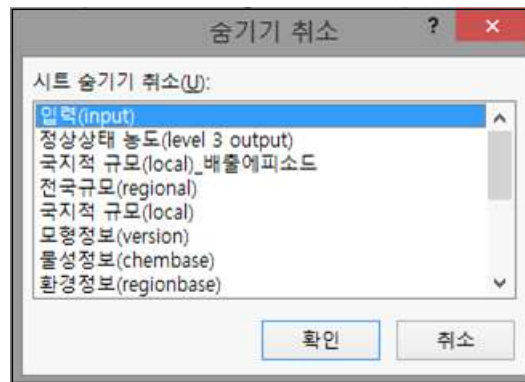 숨기기 취소 ? ×
시트 숨기기 취소(U):
입력(input)
정상상태 농도(level 3 output)
국지적 규모(local)_배출에피소드
전국규모(regional)
국지적 규모(local)
모형정보(version)
물성정보(chembase)
환경정보(regionbase)
확인 취소